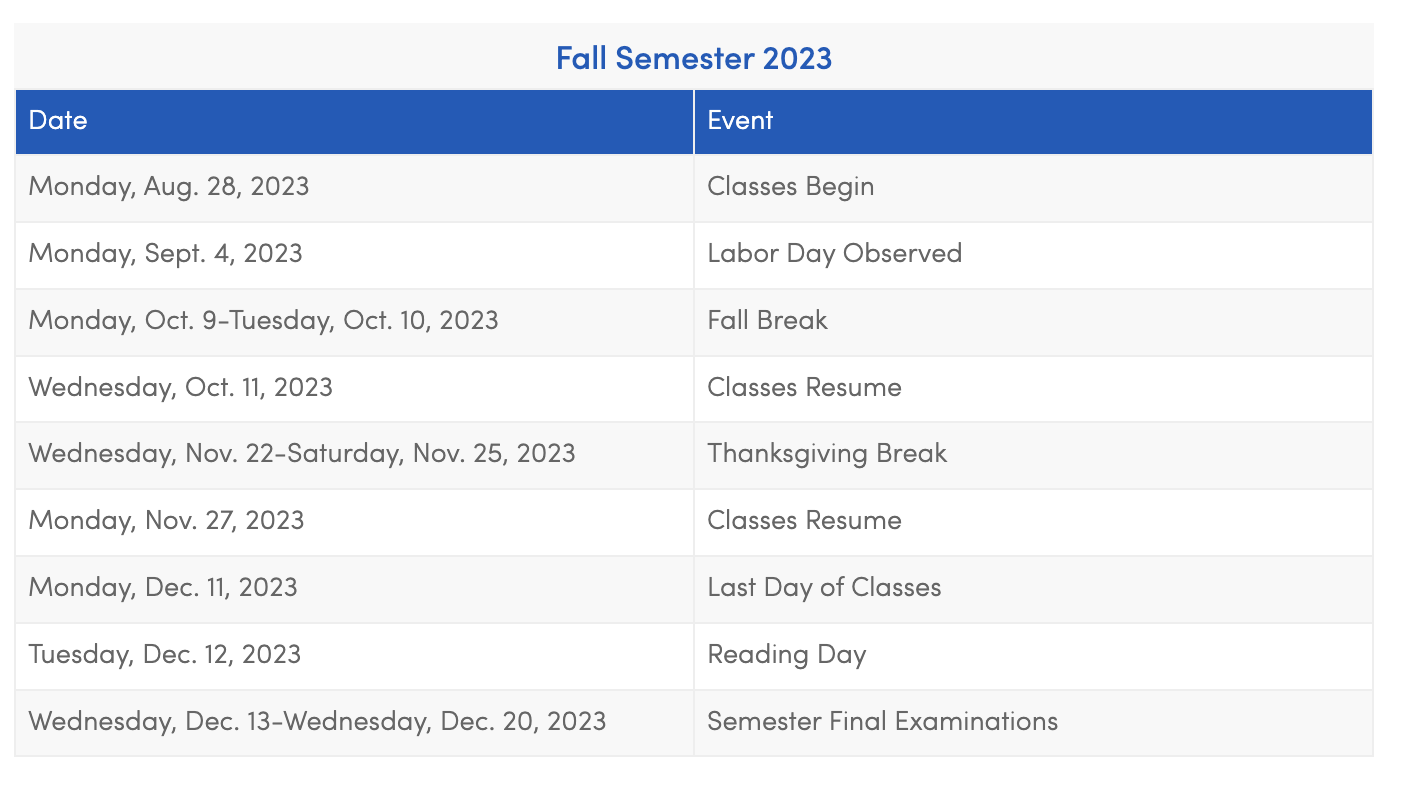 Fall Semester 2023
Date Event
Monday, Aug. 28, 2023 Classes Begin
Monday, Sept. 4, 2023 Labor Day Observed
Monday, Oct. 9-Tuesday, Oct. 10, 2023 Fall Break
Wednesday, Oct. 11, 2023 Classes Resume
Wednesday, Nov. 22-Saturday, Nov. 25, 2023 Thanksgiving Break
Monday, Nov. 27, 2023 Classes Resume
Monday, Dec. 11, 2023 Last Day of Classes
Tuesday, Dec. 12, 2023 Reading Day
Wednesday, Dec. 13-Wednesday, Dec. 20, 2023 Semester Final Examinations